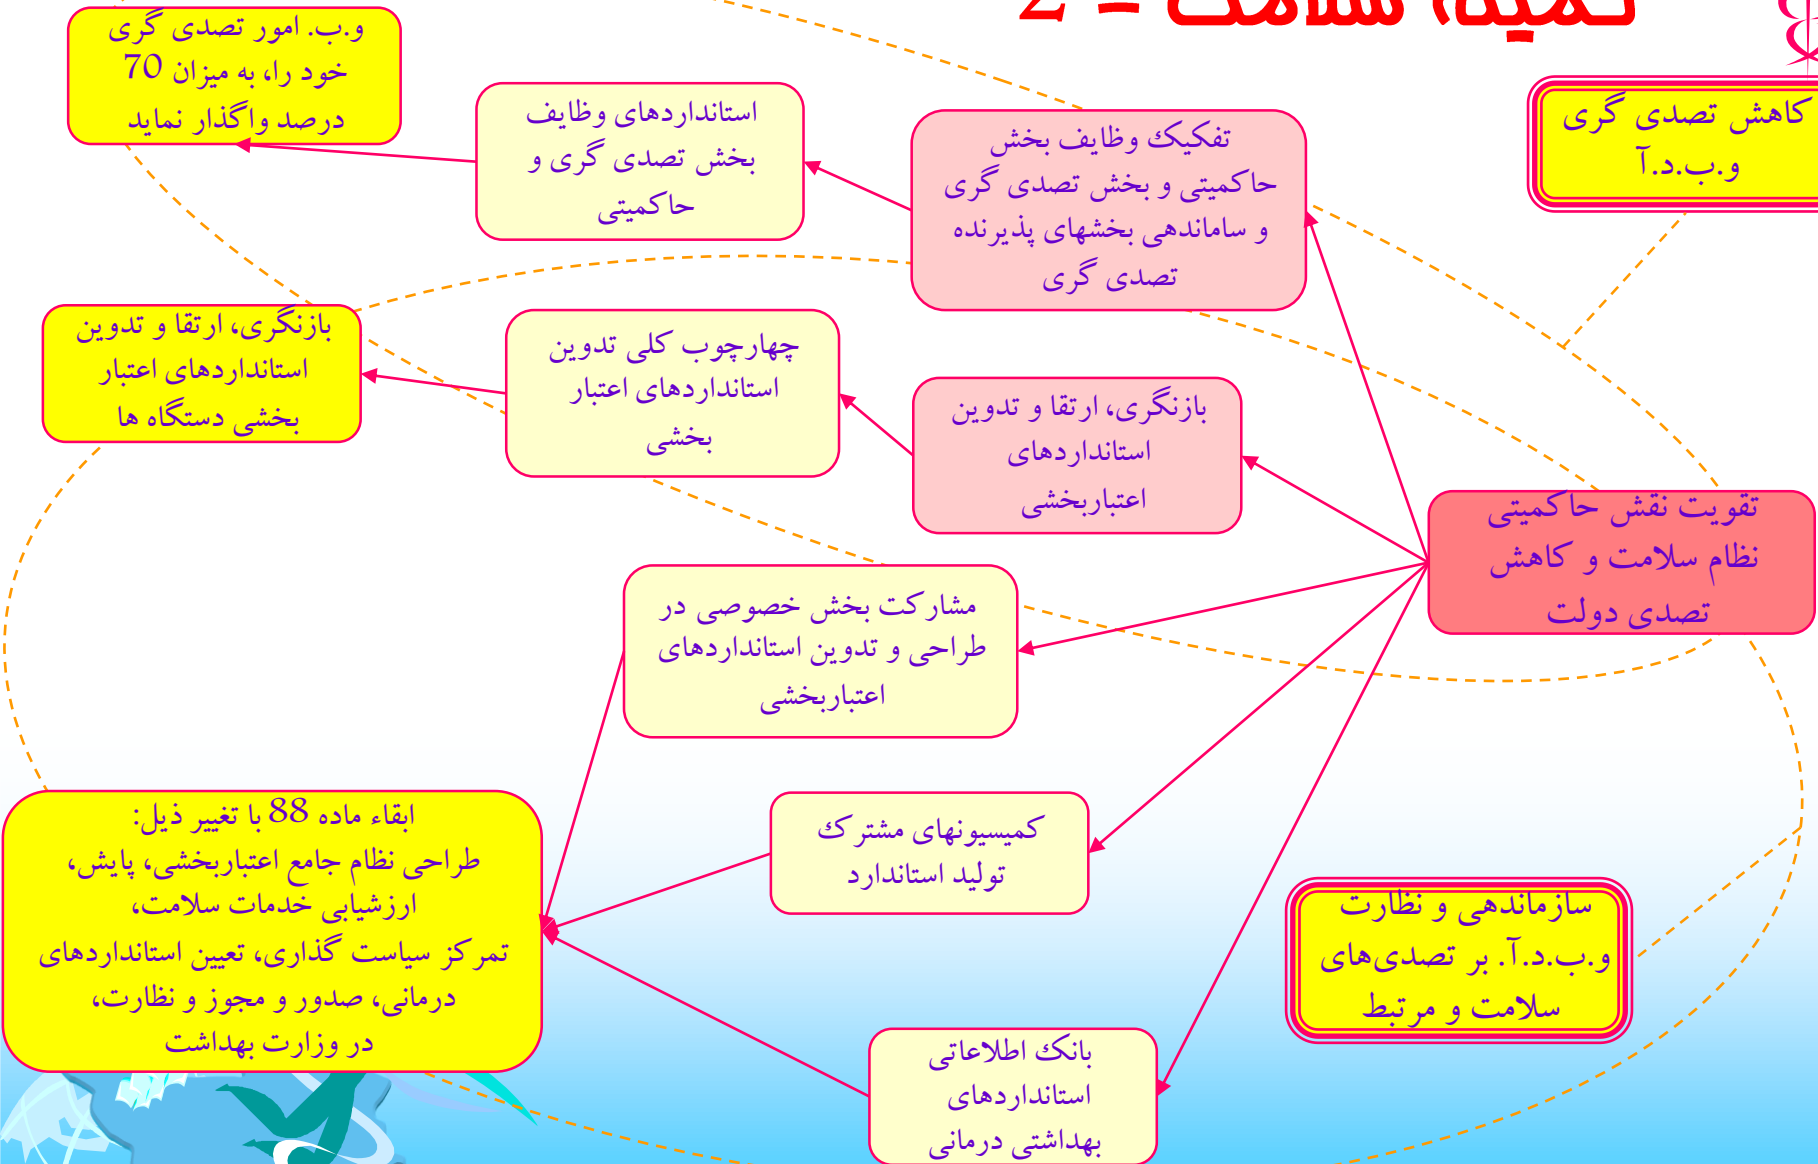 کمیته سلامت - 2
کاهش تصدی گری
و.ب.د.آ
و.ب. امور تصدی گری
خود را، به میزان 70
درصد واگذار نماید
استانداردهای وظایف
بخش تصدی گری و
حاکمیتی
تفکیک وظایف بخش
حاکمیتی و بخش تصدی گری
و ساماندهی بخشهای پذیرنده
تصدی گری
بازنگری، ارتقا و تدوین
استانداردهای اعتبار
بخشی دستگاه ها
چهارچوب کلی تدوین
استانداردهای اعتبار
بخشی
بازنگری، ارتقا و تدوین
استانداردهای
اعتباربخشی
تقویت نقش حاکمیتی
نظام سلامت و کاهش
تصدی دولت
مشارکت بخش خصوصی در
طراحی و تدوین استانداردهای
اعتباربخشی
کمیسیونهای مشترک
تولید استاندارد
ابقاء ماده 88 با تغییر ذیل:
طراحی نظام جامع اعتباربخشی، پایش،
ارزشیابی خدمات سلامت،
تمرکز سیاست گذاری، تعیین استانداردهای
درمانی، صدور و مجوز و نظارت،
در وزارت بهداشت
سازماندهی و نظارت
و.ب.د.آ. بر تصدی‌های
سلامت و مرتبط
بانک اطلاعاتی
استانداردهای
بهداشتی درمانی